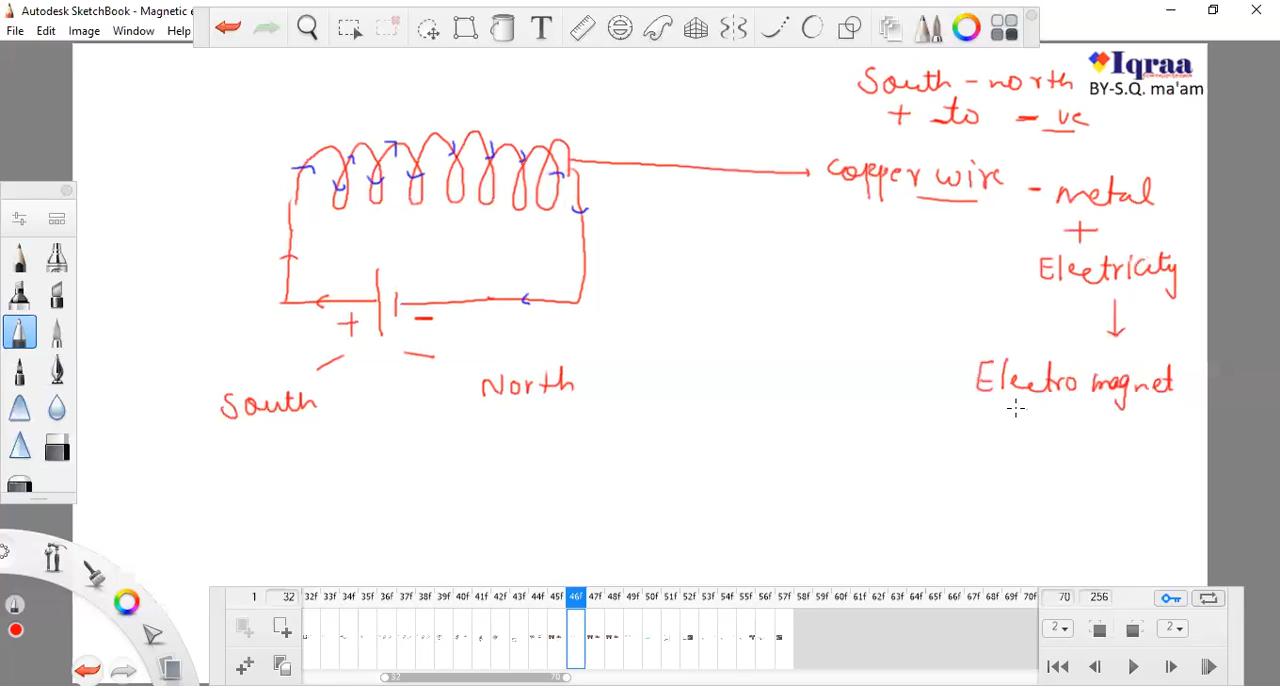 Autodesk SketchBook - Magnetic e
File Edit Image Window Help
Iqraa
BY-S.Q. ma'am
South - north
+ to - ve
Copper wire - metal
+
Electricity
↓
Electro magnet
+ -
South North
1 32 32f 33f 34f 35f 36f 37f 38f 39f 40f 41f 42f 43f 44f 45f 46f 47f 48f 49f 50f 51f 52f 53f 54f 55f 56f 57f 58f 59f 60f 61f 62f 63f 64f 65f 66f 67f 68f 69f 70f 70 256
2 2
32 70